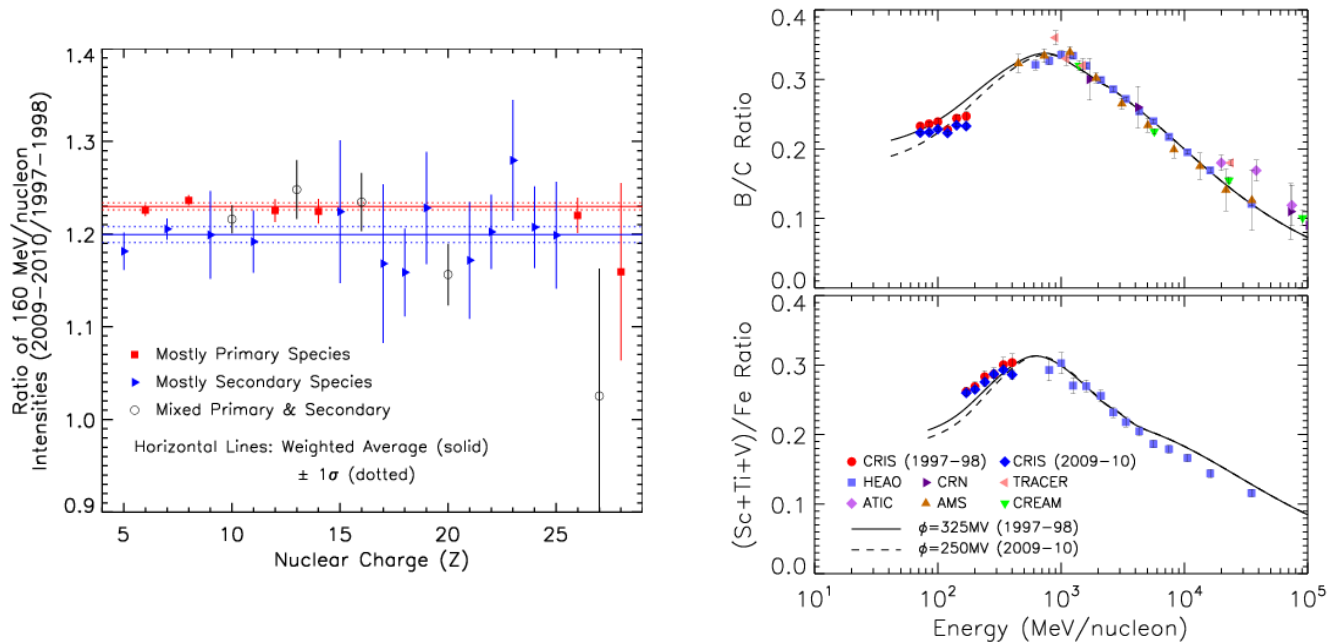 Ratio of 160 MeV/nucleon
Intensities (2009-2010/1997-1998)
1.4
1.3
1.2
1.1
1.0
0.9
Mostly Primary Species
Mostly Secondary Species
Mixed Primary & Secondary
Horizontal Lines: Weighted Average (solid)
± 1σ (dotted)
5 10 15 20 25
Nuclear Charge (Z)
B/C Ratio
0.4
0.3
0.2
0.1
0.0
(Sc+Ti+V)/Fe Ratio
0.4
0.3
0.2
0.1
0.0
CRIS (1997-98) CRIS (2009-10)
HEAO CRN TRACER
ATIC AMS CREAM
ϕ=325MV (1997-98)
ϕ=250MV (2009-10)
10¹ 10² 10³ 10⁴ 10⁵
Energy (MeV/nucleon)